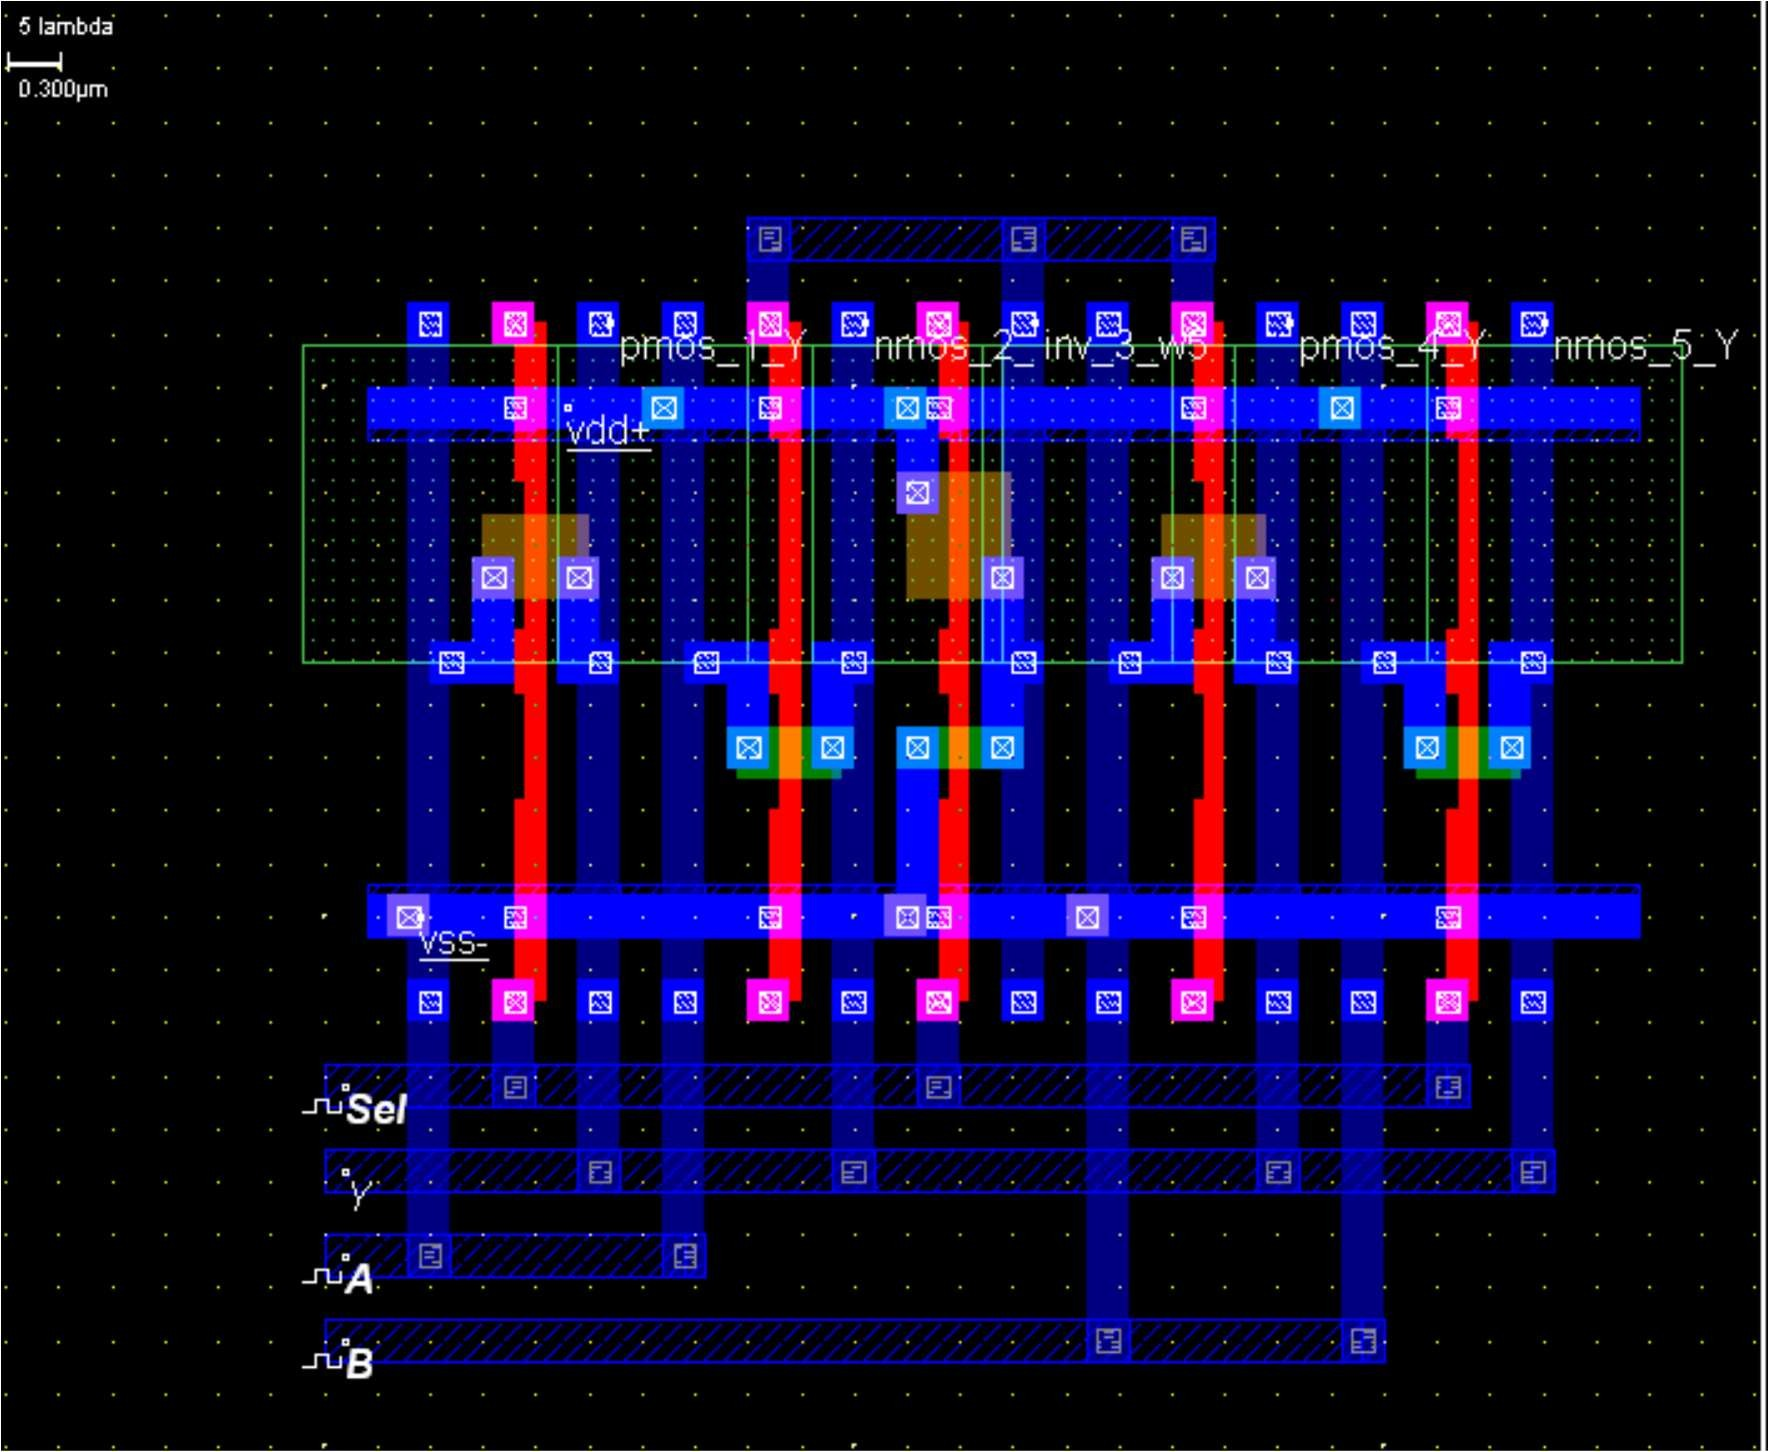 5 lambda
0.300µm
pmos_1_Y nmos_2_ inv_3_w5 pmos_4_Y nmos_5_Y
vdd+
vss-
Sel
Y
A
B